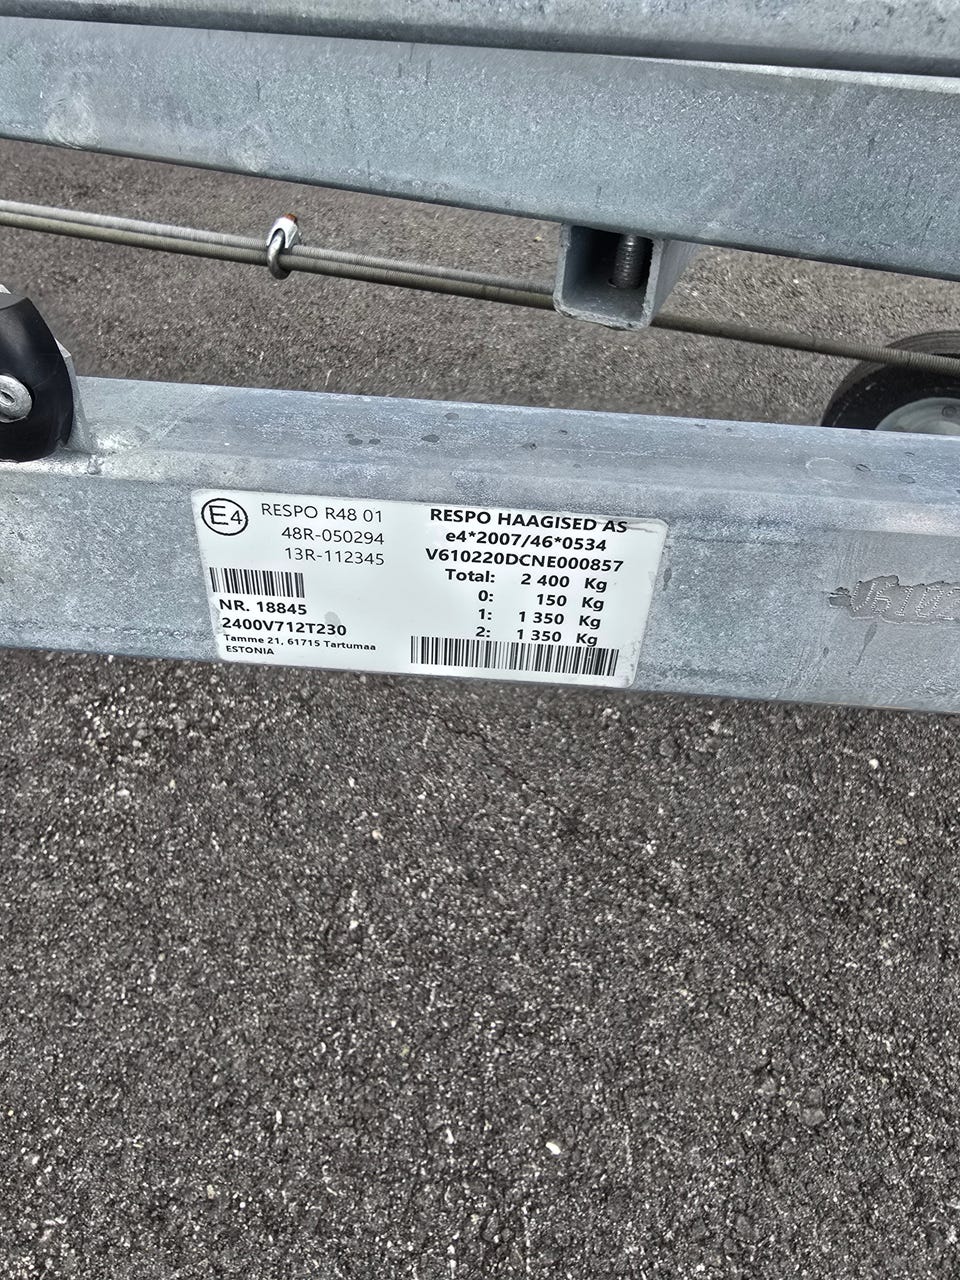 E4
RESPO R48 01
48R-050294
13R-112345
NR. 18845
2400V712T230
Tamme 21, 61715 Tartumaa
ESTONIA
RESPO HAAGISED AS
e4*2007/46*0534
V610220DCNE000857
Total: 2 400 Kg
0: 150 Kg
1: 1 350 Kg
2: 1 350 Kg